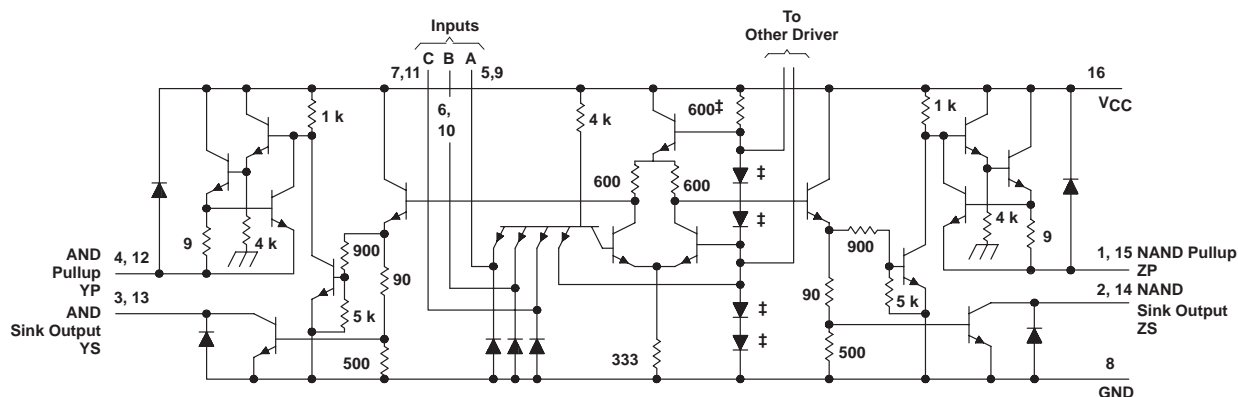 Inputs
To
Other Driver
C B A
7,11
5,9
6,
10
16
VCC
1 k
4 k
600‡
1 k
‡
600
600
‡
9
4 k
900
900
4 k
9
AND
Pullup
YP
4, 12
90
90
5 k
5 k
1, 15 NAND Pullup
ZP
3, 13
AND
Sink Output
YS
2, 14 NAND
Sink Output
ZS
‡
‡
500
333
500
8
GND